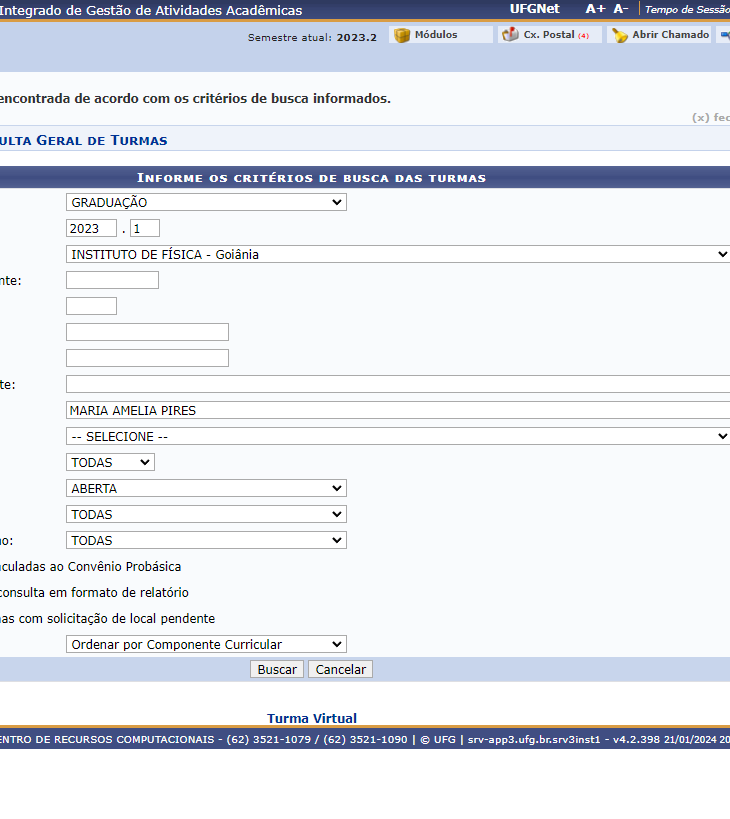 Integrado de Gestão de Atividades Acadêmicas UFGNet A+ A- Tempo de Sessão
Semestre atual: 2023.2 Módulos Cx. Postal (4) Abrir Chamado
encontrada de acordo com os critérios de busca informados.
(x) fec
ULTA GERAL DE TURMAS
INFORME OS CRITÉRIOS DE BUSCA DAS TURMAS
GRADUAÇÃO
2023 . 1
INSTITUTO DE FÍSICA - Goiânia
nte:
te:
MARIA AMELIA PIRES
-- SELECIONE --
TODAS
ABERTA
TODAS
o: TODAS
culadas ao Convênio Probásica
consulta em formato de relatório
as com solicitação de local pendente
Ordenar por Componente Curricular
Buscar Cancelar
Turma Virtual
ENTRO DE RECURSOS COMPUTACIONAIS - (62) 3521-1079 / (62) 3521-1090 | © UFG | srv-app3.ufg.br.srv3inst1 - v4.2.398 21/01/2024 20